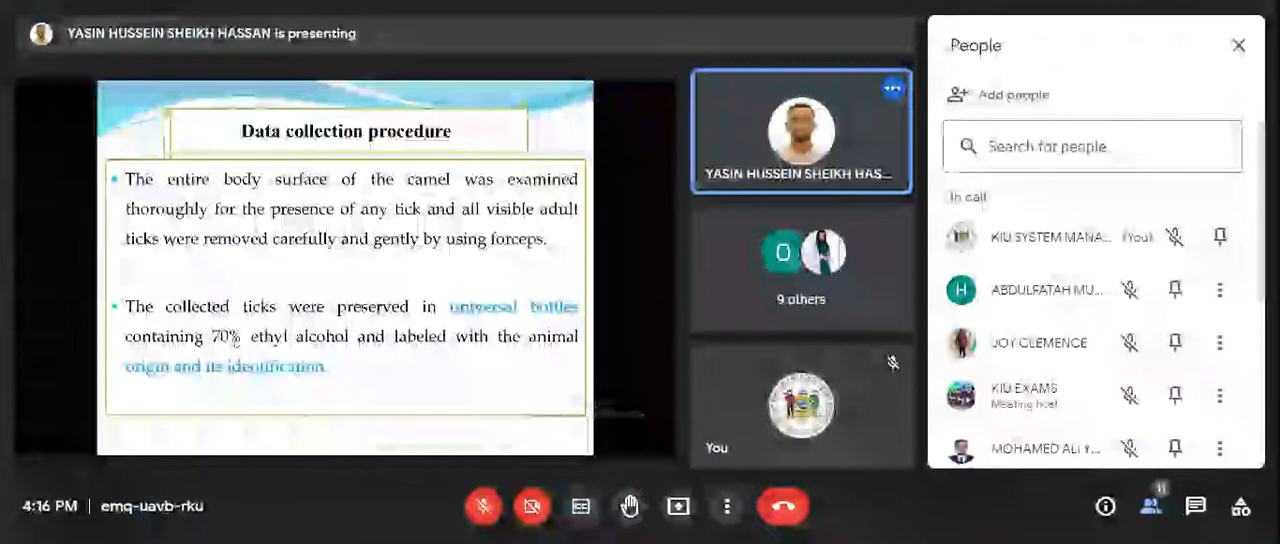 YASIN HUSSEIN SHEIKH HASSAN is presenting
Data collection procedure
• The entire body surface of the camel was examined
thoroughly for the presence of any tick and all visible adult
ticks were removed carefully and gently by using forceps.
• The collected ticks were preserved in universal bottles
containing 70% ethyl alcohol and labeled with the animal
origin and its identification.
YASIN HUSSEIN SHEIKH HAS...
O
9 others
You
People
Add people
Search for people
In call
KIU SYSTEM MANA... (You)
H
ABDULFATAH MU...
JOY CLEMENCE
KIU EXAMS
Meeting host
MOHAMED ALI Y...
4:16 PM | emq-uavb-rku
CC
11